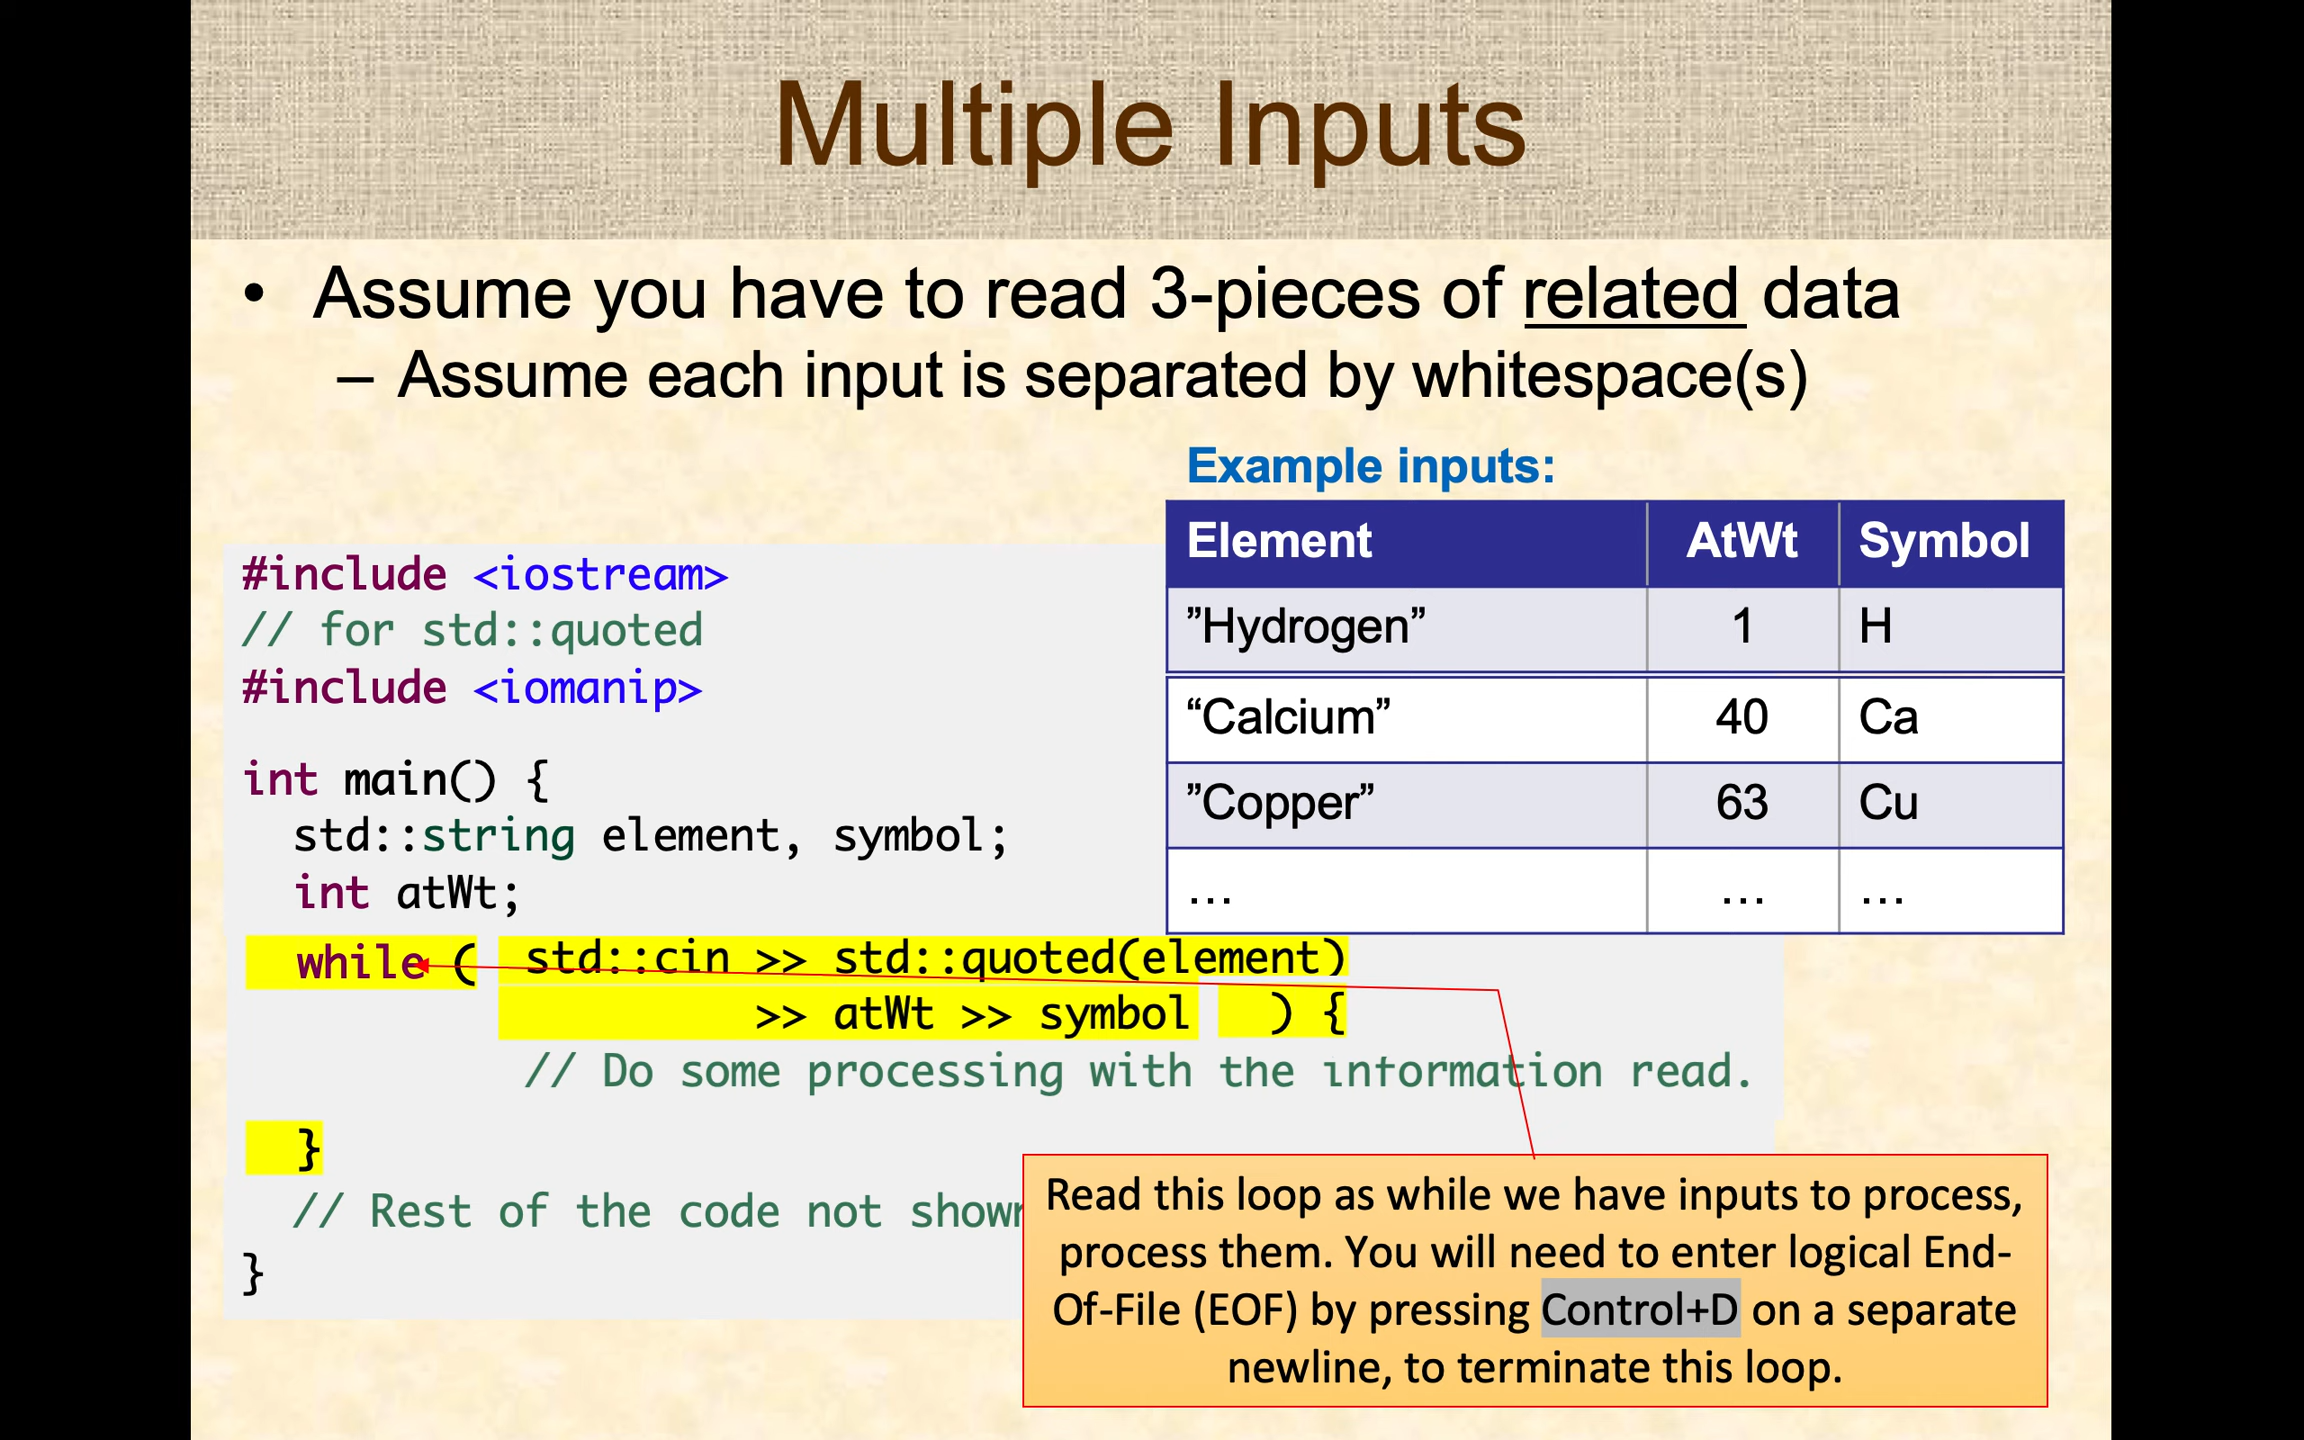 Multiple Inputs
• Assume you have to read 3-pieces of related data
– Assume each input is separated by whitespace(s)
Example inputs:
Element AtWt Symbol
”Hydrogen” 1 H
“Calcium” 40 Ca
”Copper” 63 Cu
... ... ...
#include <iostream>
// for std::quoted
#include <iomanip>
int main() {
std::string element, symbol;
int atWt;
while ( std::cin >> std::quoted(element)
>> atWt >> symbol ) {
// Do some processing with the information read.
}
// Rest of the code not shown
}
Read this loop as while we have inputs to process,
process them. You will need to enter logical End-
Of-File (EOF) by pressing Control+D on a separate
newline, to terminate this loop.